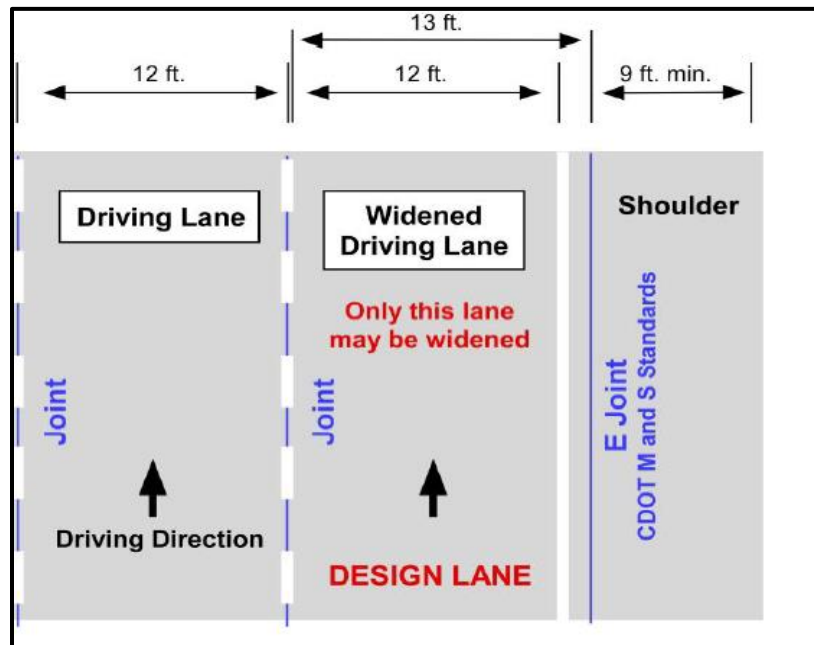 13 ft.
12 ft.
12 ft.
9 ft. min.
Driving Lane
Widened
Driving Lane
Shoulder
Only this lane
may be widened
Joint
Joint
E Joint
CDOT M and S Standards
Driving Direction
DESIGN LANE